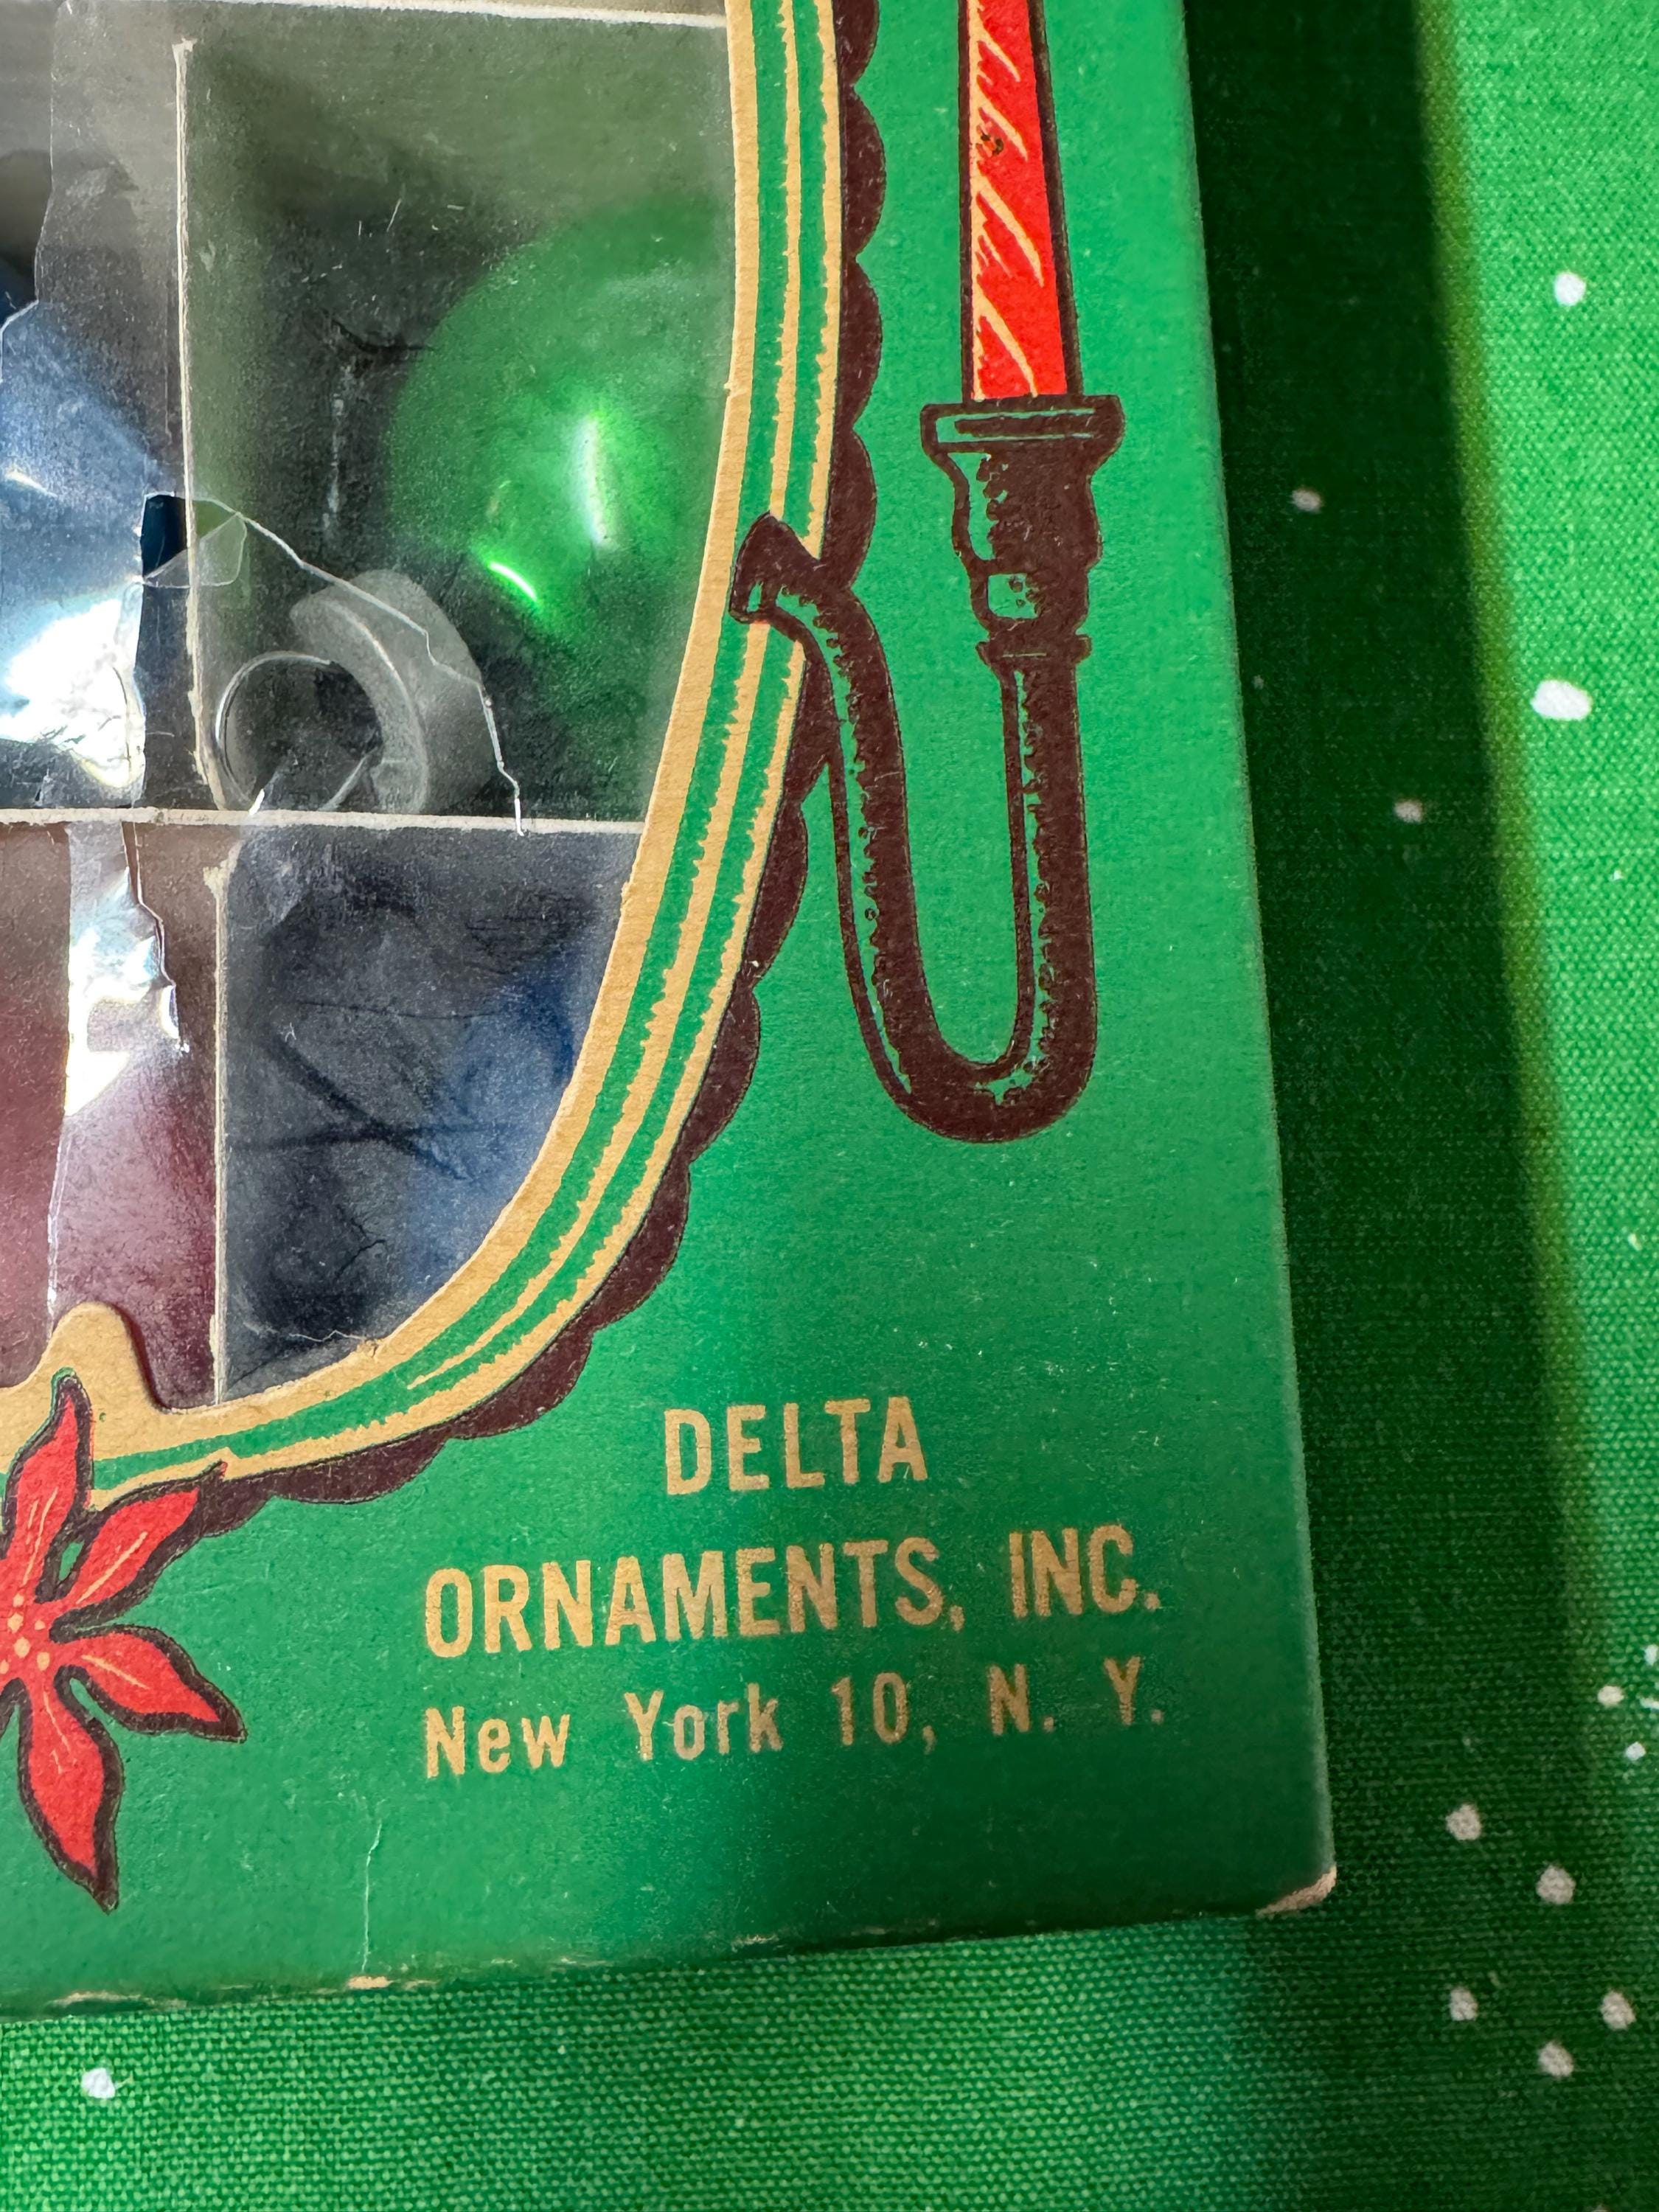 DELTA
ORNAMENTS, INC.
New York 10, N. Y.